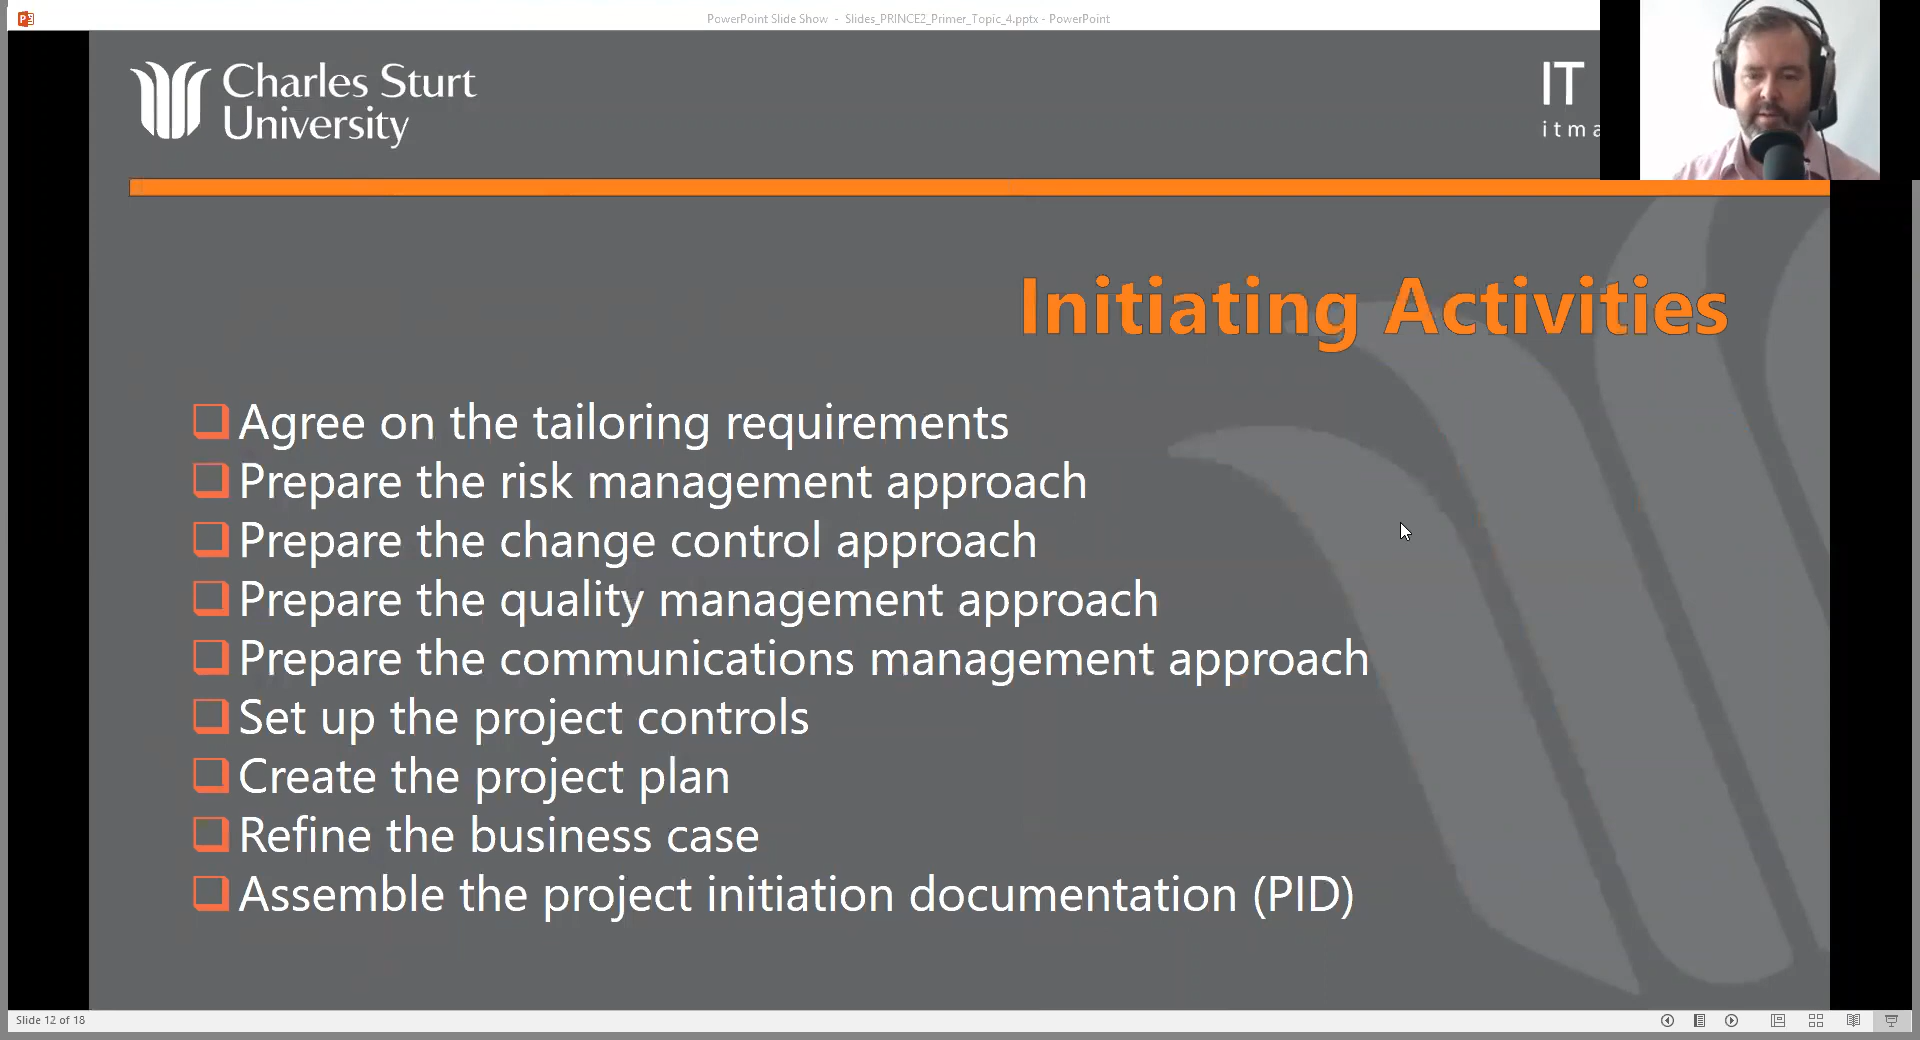 PowerPoint Slide Show - Slides_PRINCE2_Primer_Topic_4.pptx - PowerPoint
Charles Sturt
University
IT
itma
Initiating Activities
Agree on the tailoring requirements
Prepare the risk management approach
Prepare the change control approach
Prepare the quality management approach
Prepare the communications management approach
Set up the project controls
Create the project plan
Refine the business case
Assemble the project initiation documentation (PID)
Slide 12 of 18